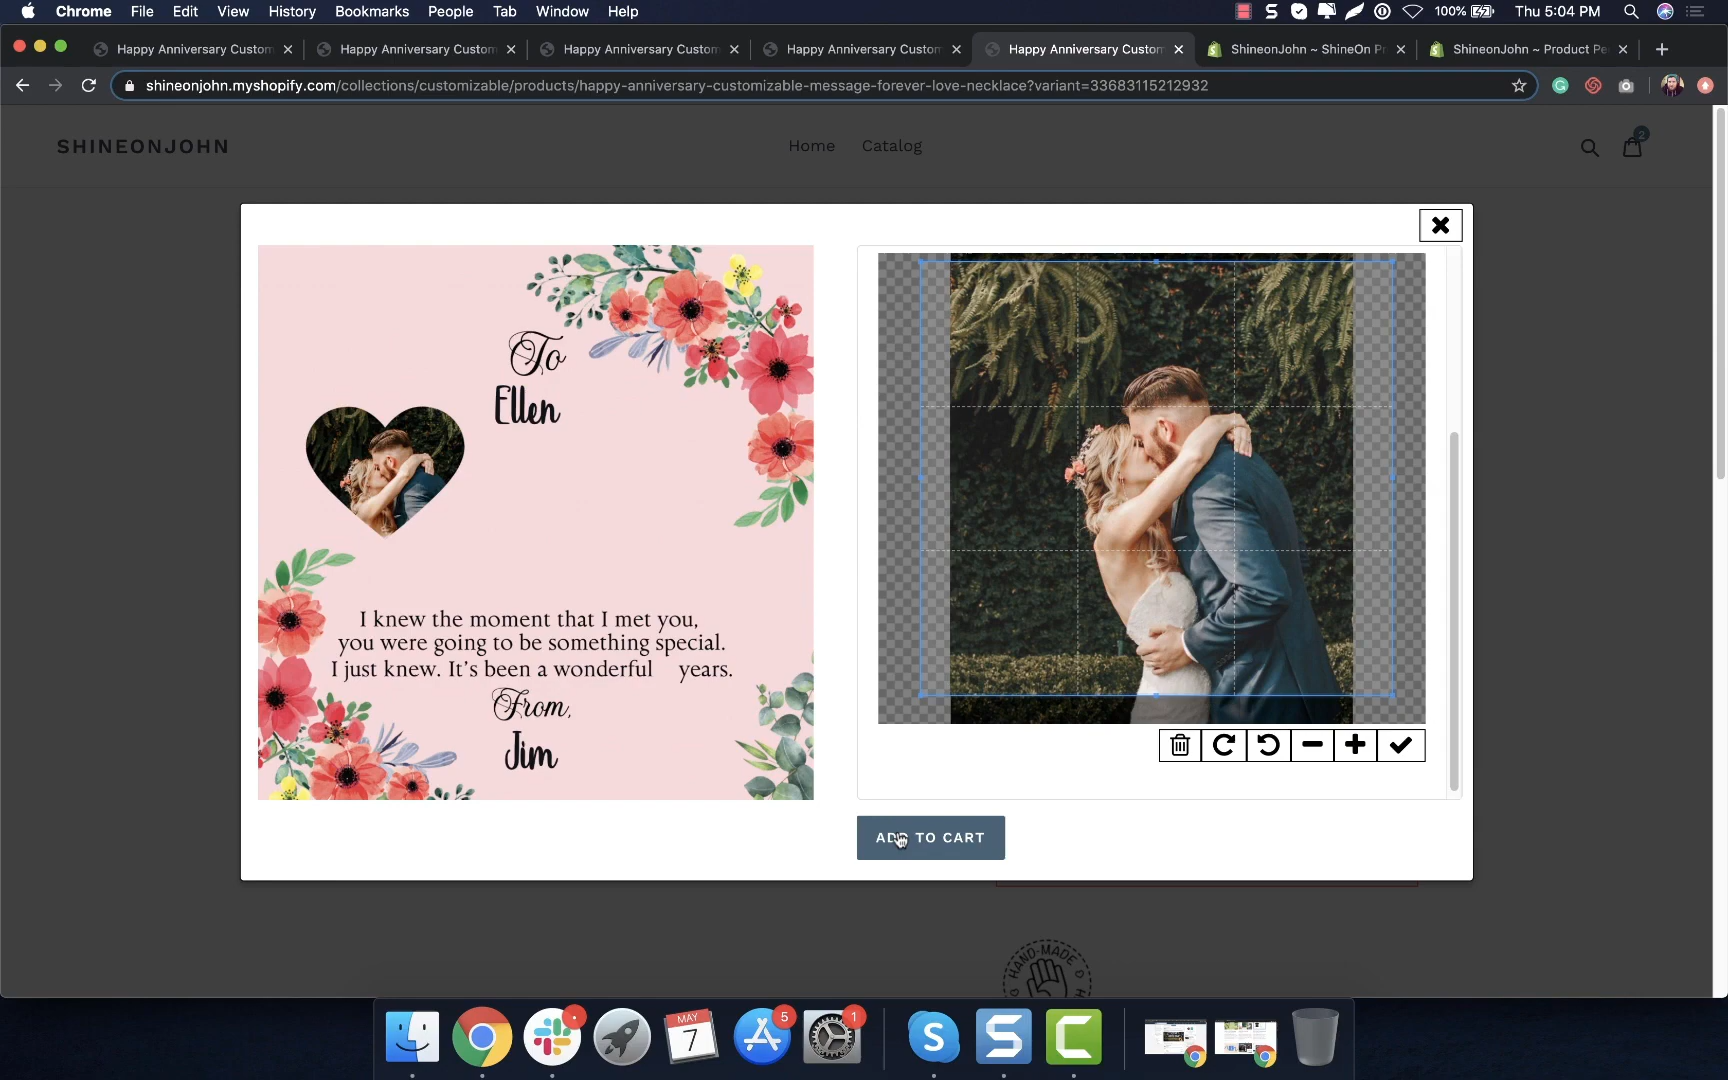 Chrome File Edit View History Bookmarks People Tab Window Help
100% Thu 5:04 PM
Happy Anniversary Custom
Happy Anniversary Custom
Happy Anniversary Custom
Happy Anniversary Custom
Happy Anniversary Custom
ShineonJohn ~ ShineOn Pr
ShineonJohn ~ Product Pe
shineonjohn.myshopify.com/collections/customizable/products/happy-anniversary-customizable-message-forever-love-necklace?variant=33683115212932
SHINEONJOHN
Home Catalog
2
To
Ellen
I knew the moment that I met you,
you were going to be something special.
I just knew. It's been a wonderful years.
From,
Jim
ADD TO CART
HAND-MADE
MAY
7
5
1